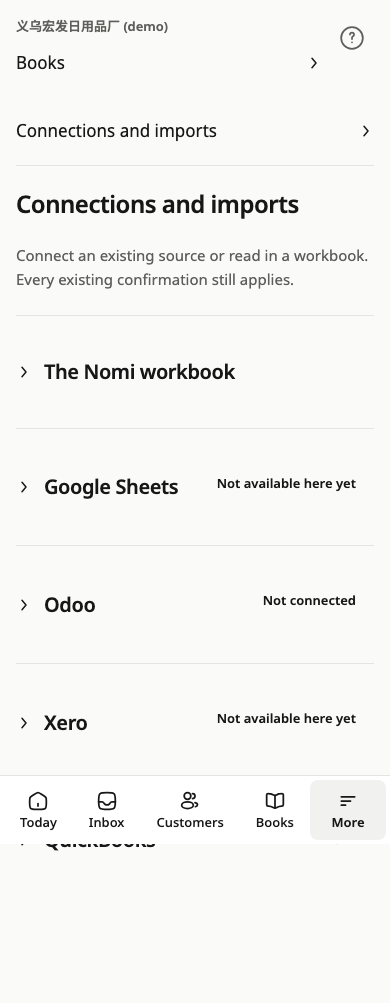 义乌宏发日用品厂 (demo)
Books
Connections and imports
Connections and imports
Connect an existing source or read in a workbook.
Every existing confirmation still applies.
The Nomi workbook
Google Sheets
Not available here yet
Odoo
Not connected
Xero
Not available here yet
Today
Inbox
Customers
Books
More
QuickBooks